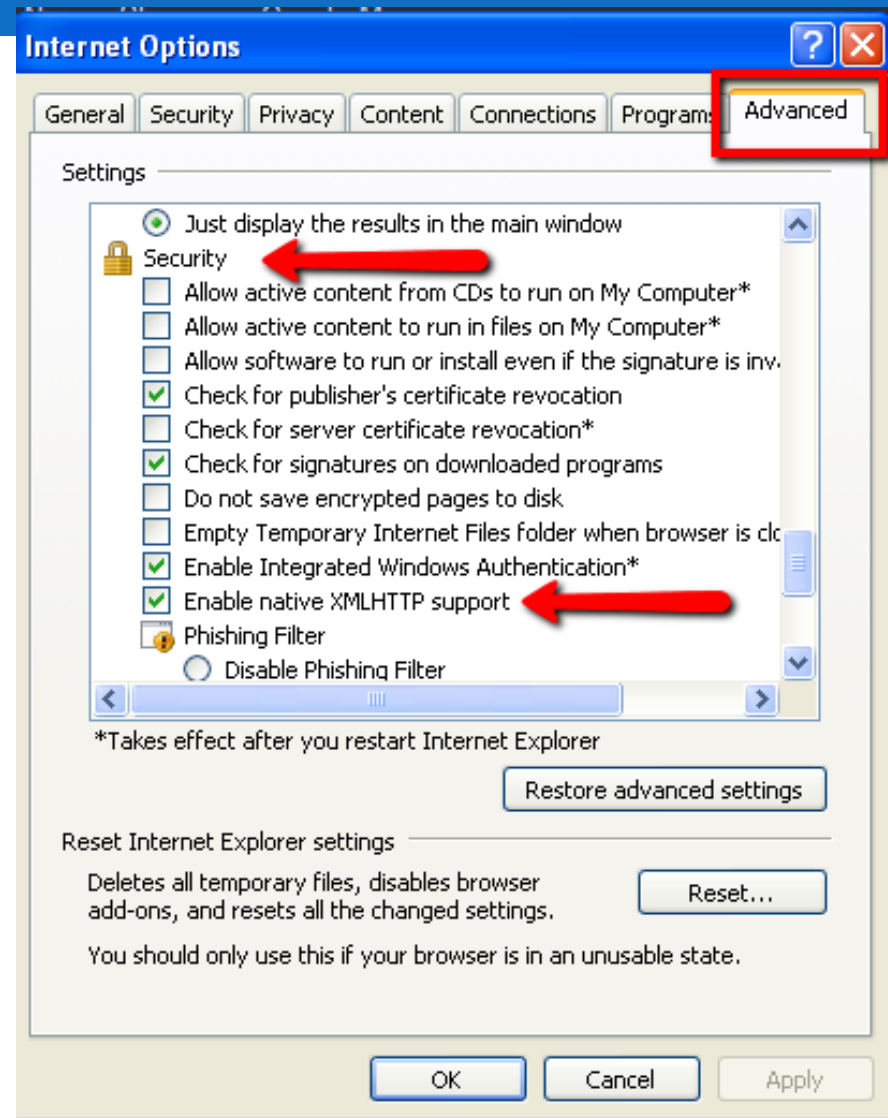 Internet Options
General Security Privacy Content Connections Programs Advanced
Settings
Just display the results in the main window
Security
Allow active content from CDs to run on My Computer*
Allow active content to run in files on My Computer*
Allow software to run or install even if the signature is
Check for publisher's certificate revocation
Check for server certificate revocation*
Check for signatures on downloaded programs
Do not save encrypted pages to disk
Empty Temporary Internet Files folder when browser is
Enable Integrated Windows Authentication*
Enable native XMLHTTP support
Phishing Filter
Disable Phishing Filter
*Takes effect after you restart Internet Explorer
Restore advanced settings
Reset Internet Explorer settings
Deletes all temporary files, disables browser
add-ons, and resets all the changed settings.
Reset...
You should only use this if your browser is in an unusable state.
OK Cancel Apply